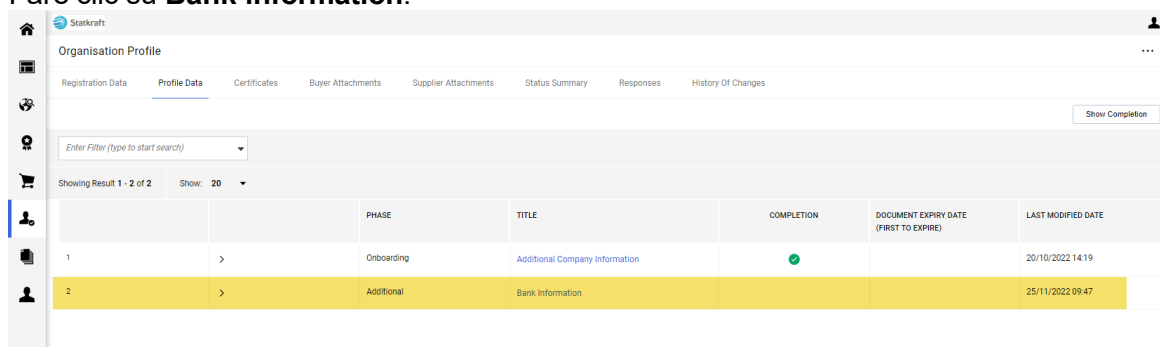 Fare clic su Bank Information.
Statkraft
Organisation Profile
Registration Data Profile Data Certificates Buyer Attachments Supplier Attachments Status Summary Responses History Of Changes
Show Completion
Enter Filter (type to start search)
Showing Result 1 - 2 of 2 Show: 20
PHASE TITLE COMPLETION DOCUMENT EXPIRY DATE LAST MODIFIED DATE
(FIRST TO EXPIRE)
1 Onboarding Additional Company Information 20/10/2022 14:19
2 Additional Bank Information 25/11/2022 09:47